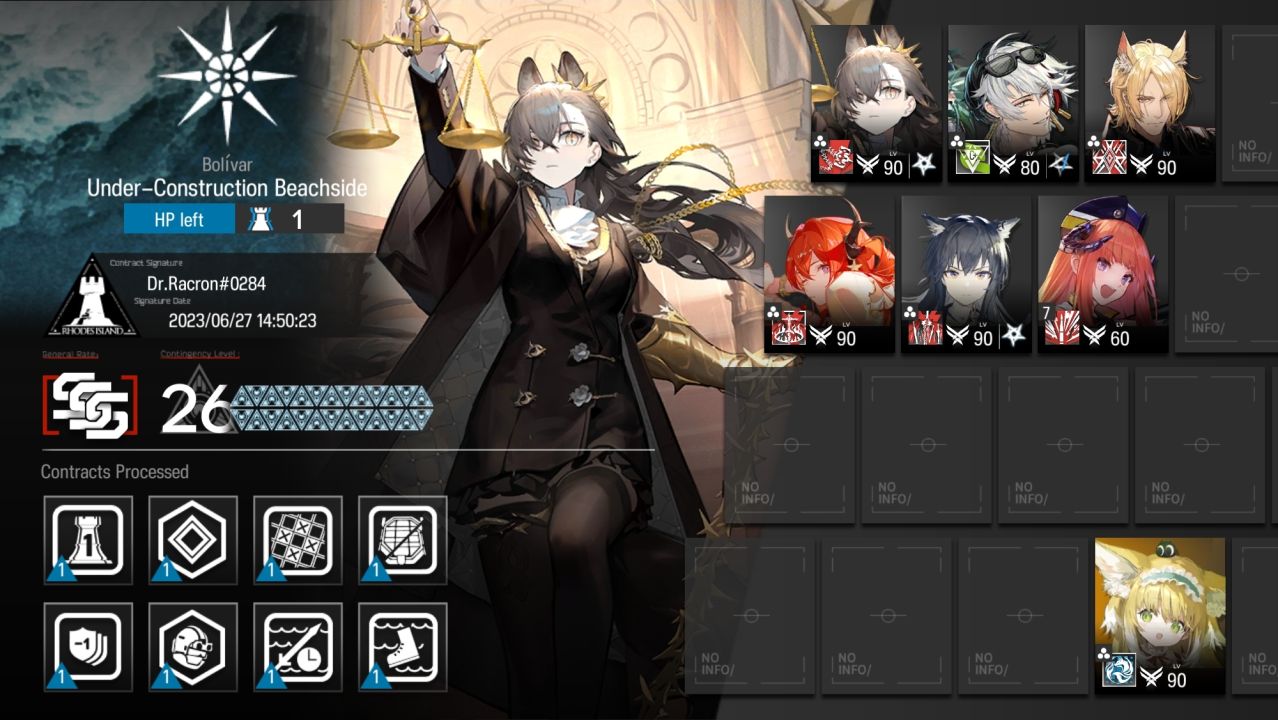 Bolívar
Under-Construction Beachside
HP left 1
Contract Signature
Dr.Racron#0284
Signature Date
2023/06/27 14:50:23
RHODES ISLAND
General Rate:
Contingency Level:
SSS
26
Contracts Processed
1
1 1 1 1
1 1 1 1
LV 90
LV 80
LV 90
NO INFO/
LV 90
LV 90
7
LV 60
NO INFO/
NO INFO/
NO INFO/
NO INFO/
NO INFO/
NO INFO/
NO INFO/
NO INFO/
LV 90
NO INFO